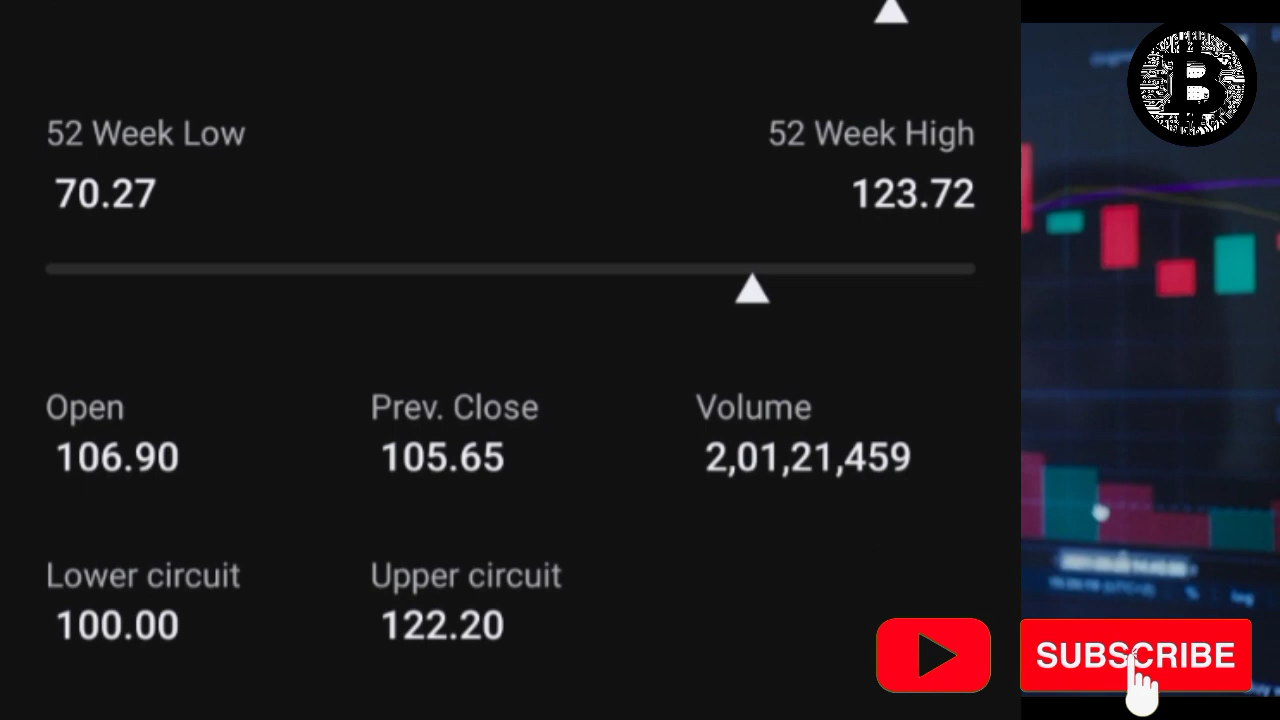 52 Week Low 52 Week High
70.27 123.72
Open Prev. Close Volume
106.90 105.65 2,01,21,459
Lower circuit Upper circuit
100.00 122.20
SUBSCRIBE